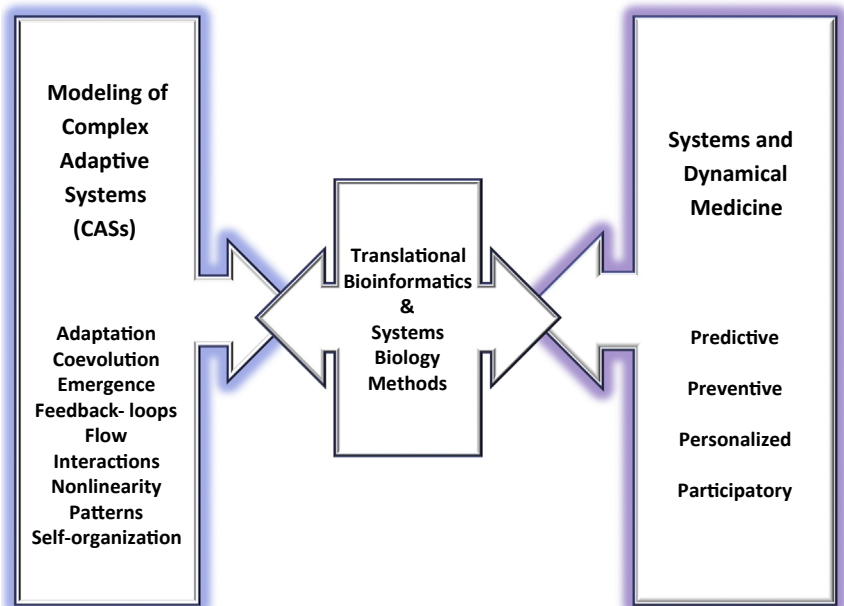 Modeling of
Complex
Adaptive
Systems
(CASs)
Adaptation
Coevolution
Emergence
Feedback- loops
Flow
Interactions
Nonlinearity
Patterns
Self-organization
Translational
Bioinformatics
&
Systems
Biology
Methods
Systems and
Dynamical
Medicine
Predictive
Preventive
Personalized
Participatory